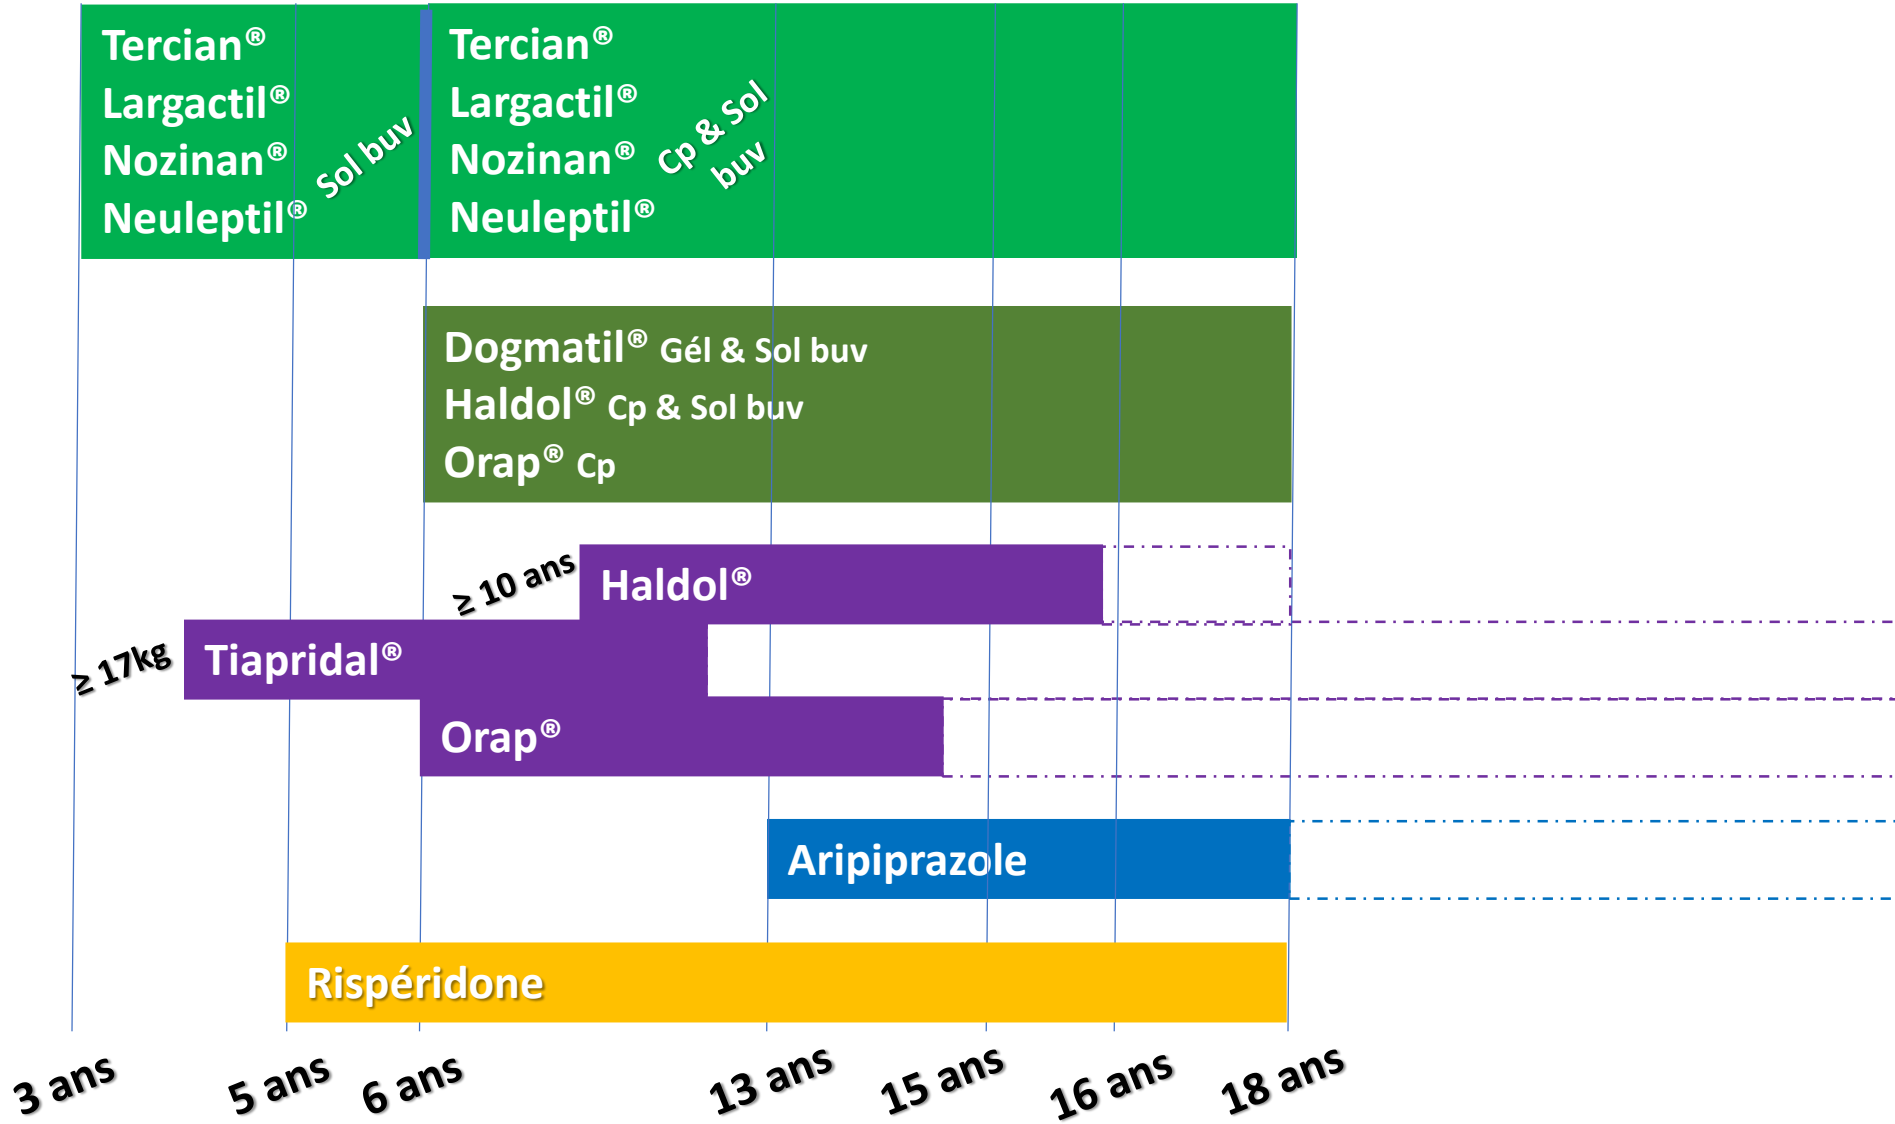 Tercian®
Largactil®
Nozinan®
Neuleptil®
Sol buv
Tercian®
Largactil®
Nozinan®
Neuleptil®
Cp & Sol
buv
Dogmatil® Gél & Sol buv
Haldol® Cp & Sol buv
Orap® Cp
≥ 10 ans
Haldol®
≥ 17kg
Tiapridal®
Orap®
Aripiprazole
Rispéridone
3 ans
5 ans
6 ans
13 ans
15 ans
16 ans
18 ans